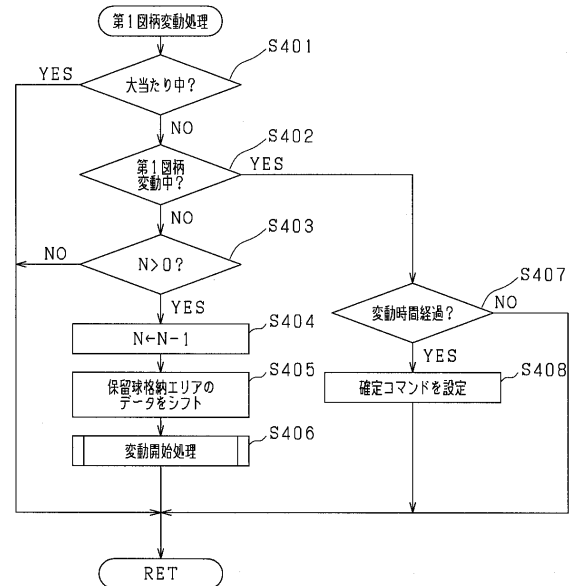 第1図柄変動処理
S401
大当たり中?
YES
NO
S402
第1図柄
変動中?
YES
NO
S403
N>0?
NO
YES
S404
N←N-1
S405
保留球格納エリアの
データをシフト
S406
変動開始処理
S407
変動時間経過?
NO
YES
S408
確定コマンドを設定
RET